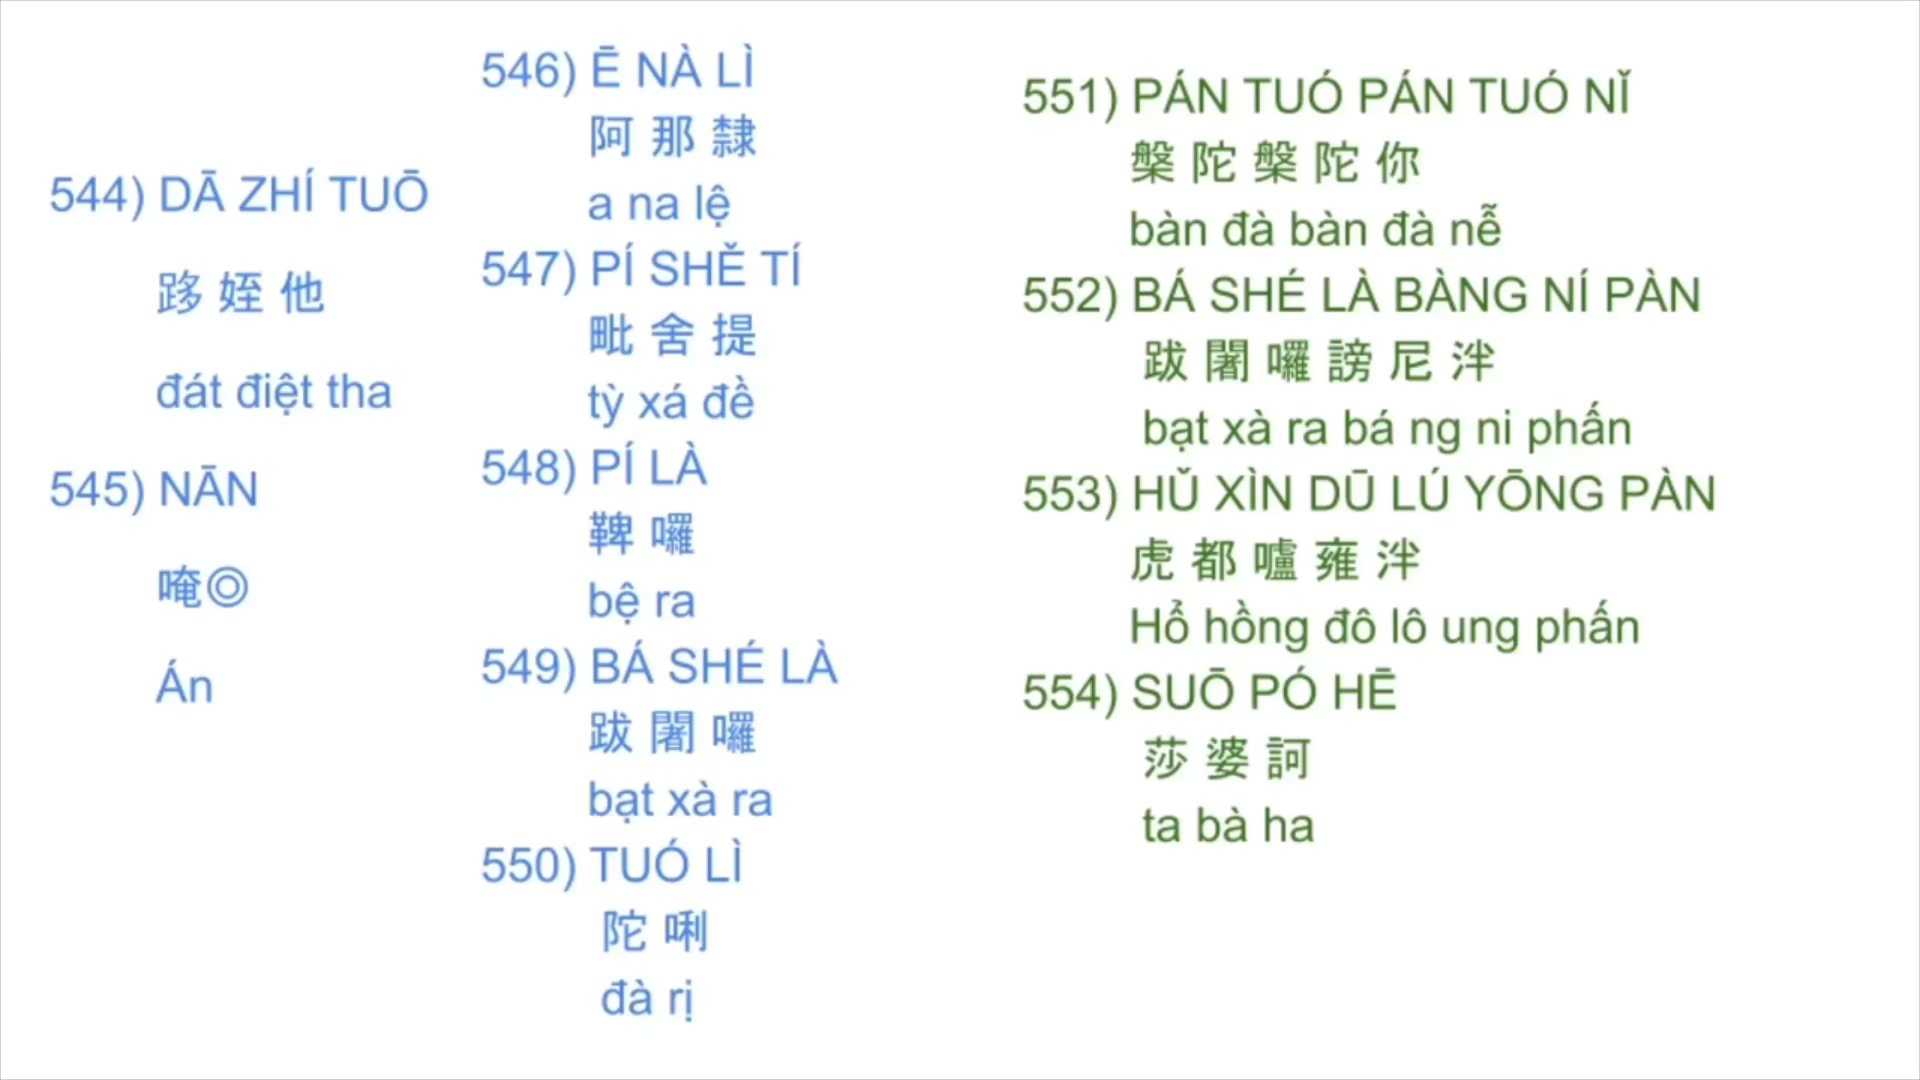 544) DĀ ZHÍ TUŌ
跢 姪 他
đát điệt tha
545) NĀN
唵◎
Án
546) Ē NÀ LÌ
阿 那 隸
a na lệ
547) PÍ SHĚ TÍ
毗 舍 提
tỳ xá đề
548) PÍ LÀ
鞞 囉
bệ ra
549) BÁ SHÉ LÀ
跋 闍 囉
bạt xà ra
550) TUÓ LÌ
陀 唎
đà rị
551) PÁN TUÓ PÁN TUÓ NǏ
槃 陀 槃 陀 你
bàn đà bàn đà nễ
552) BÁ SHÉ LÀ BÀNG NÍ PÀN
跋 闍 囉 謗 尼 泮
bạt xà ra bá ng ni phấn
553) HǓ XÌN DŪ LÚ YŌNG PÀN
虎 都 嚧 雍 泮
Hổ hồng đô lô ung phấn
554) SUŌ PÓ HĒ
莎 婆 訶
ta bà ha